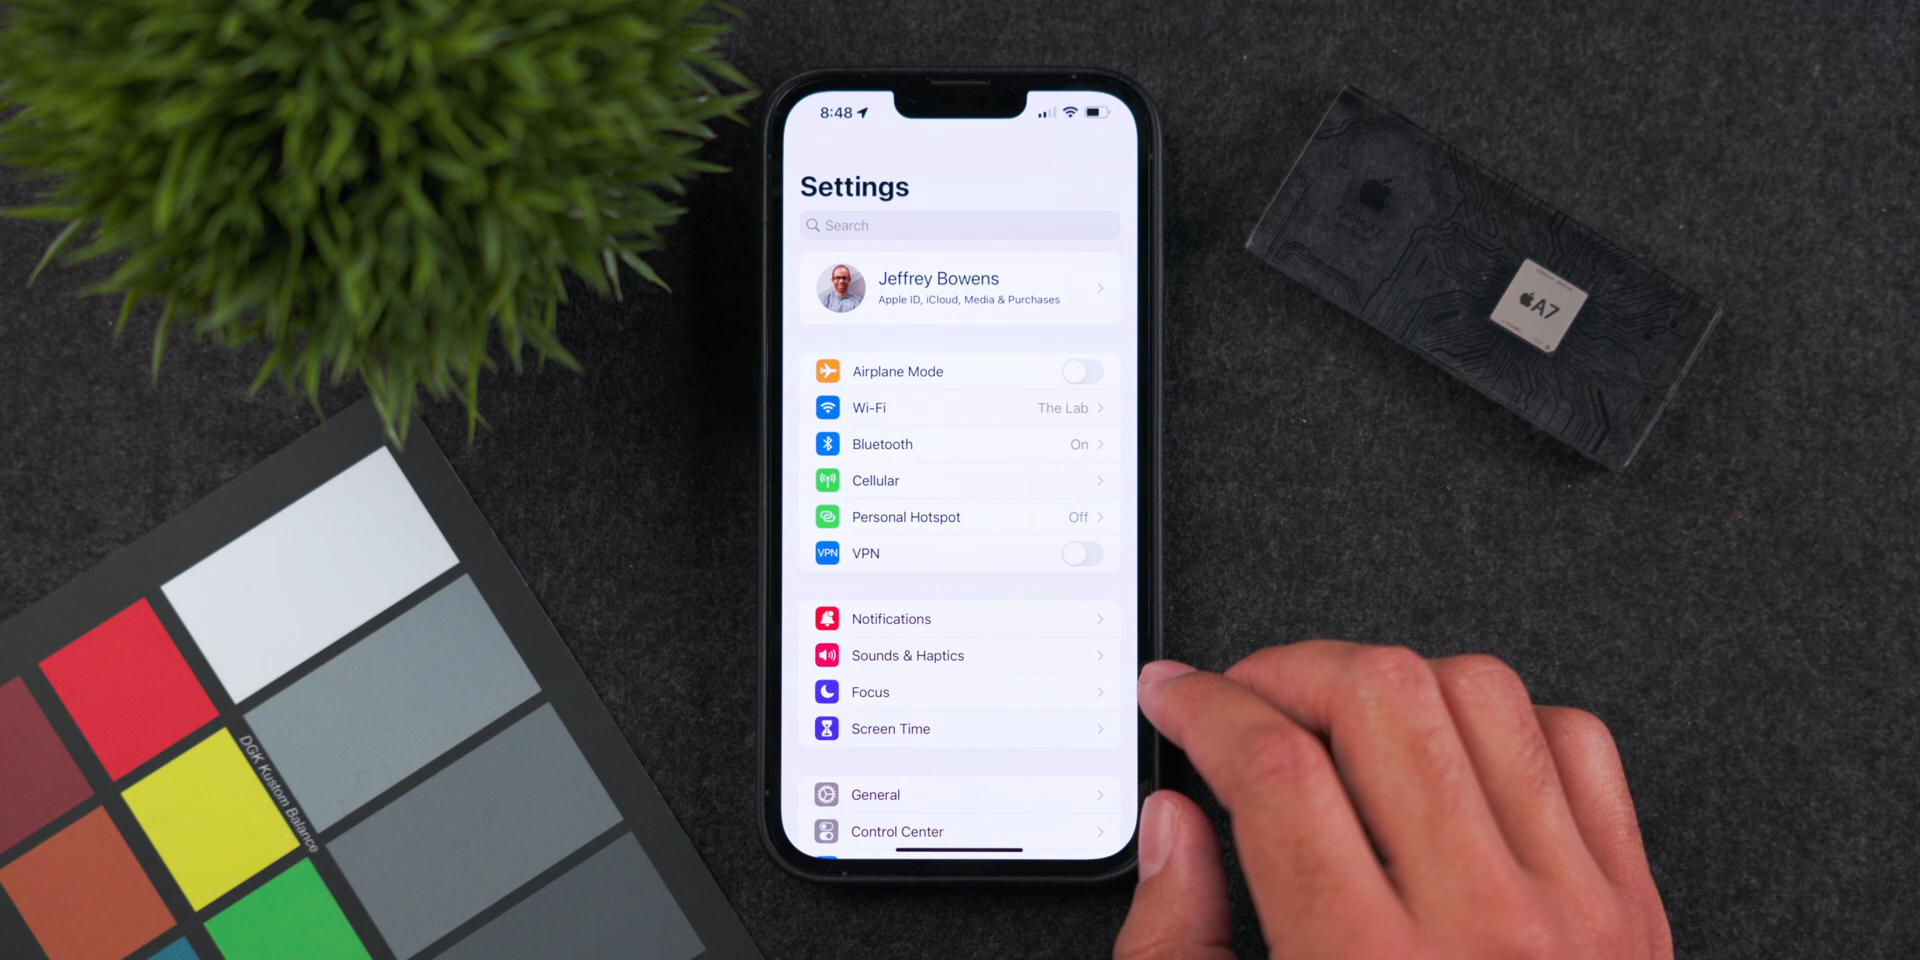 8:48
Settings
Search
Jeffrey Bowens
Apple ID, iCloud, Media & Purchases
Airplane Mode
Wi-Fi
The Lab
Bluetooth
On
Cellular
Personal Hotspot
Off
VPN
VPN
Notifications
Sounds & Haptics
Focus
Screen Time
General
Control Center
A7
DGK Kustom Balance